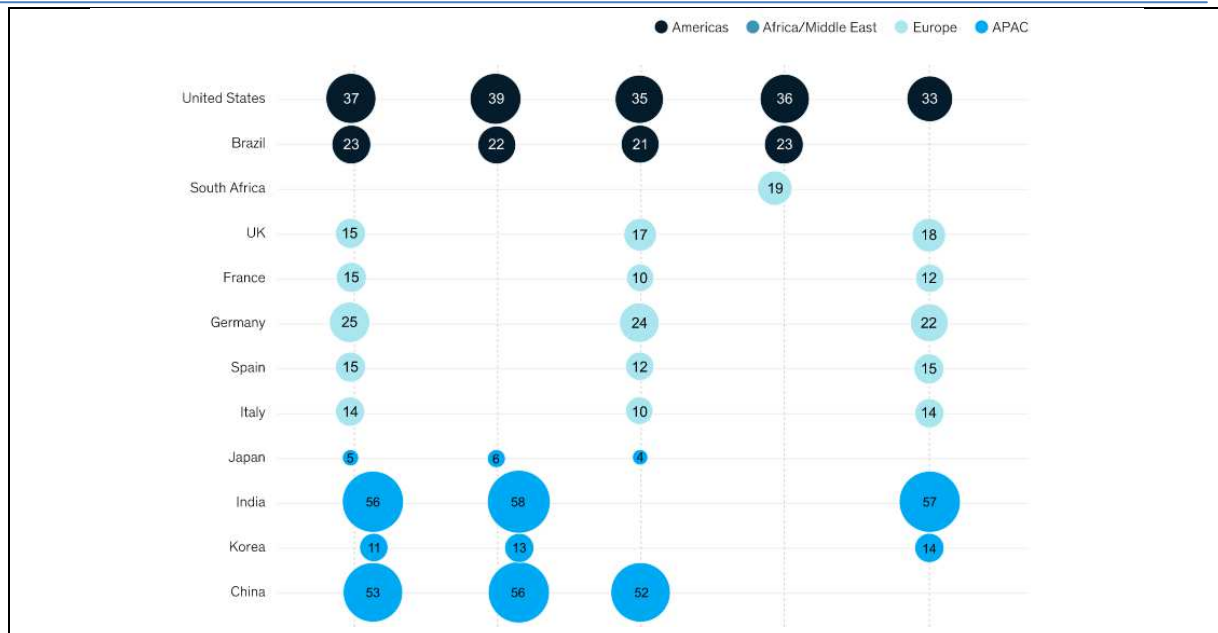 Americas Africa/Middle East Europe APAC
United States 37 39 35 36 33
Brazil 23 22 21 23
South Africa 19
UK 15 17 18
France 15 10 12
Germany 25 24 22
Spain 15 12 15
Italy 14 10 14
Japan 5 6 4
India 56 58 57
Korea 11 13 14
China 53 56 52